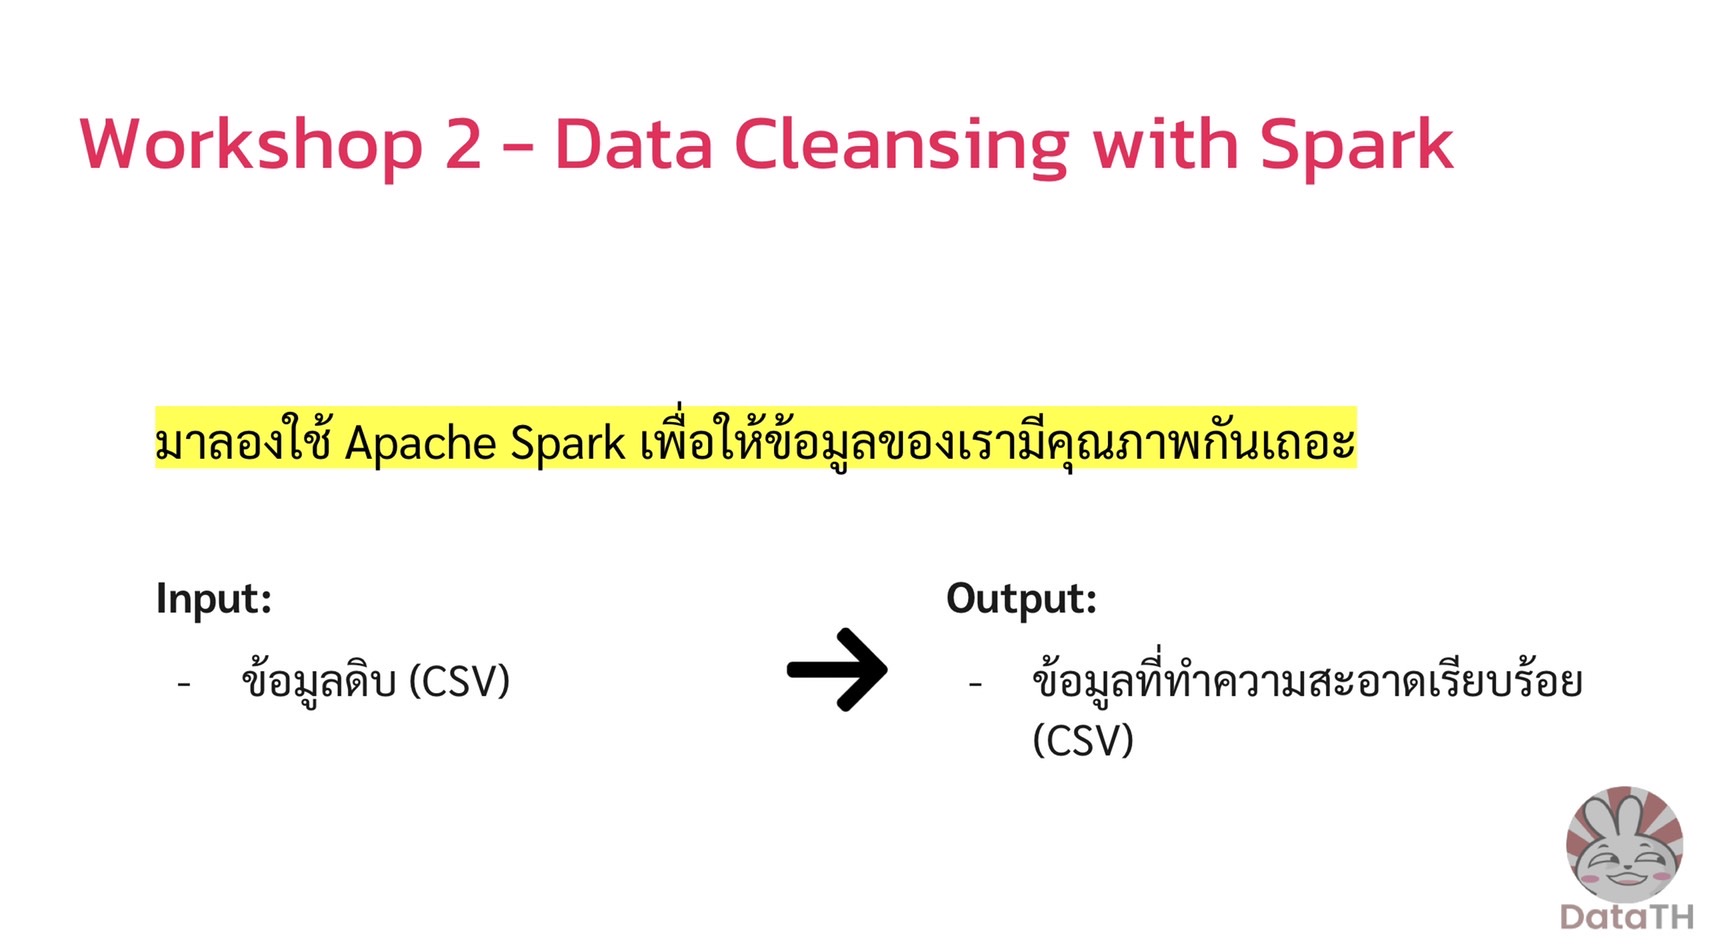 Workshop 2 - Data Cleansing with Spark
มาลองใช้ Apache Spark เพื่อให้ข้อมูลของเรามีคุณภาพกันเถอะ
Input:
- ข้อมูลดิบ (CSV)
Output:
- ข้อมูลที่ทำความสะอาดเรียบร้อย
(CSV)
DataTH